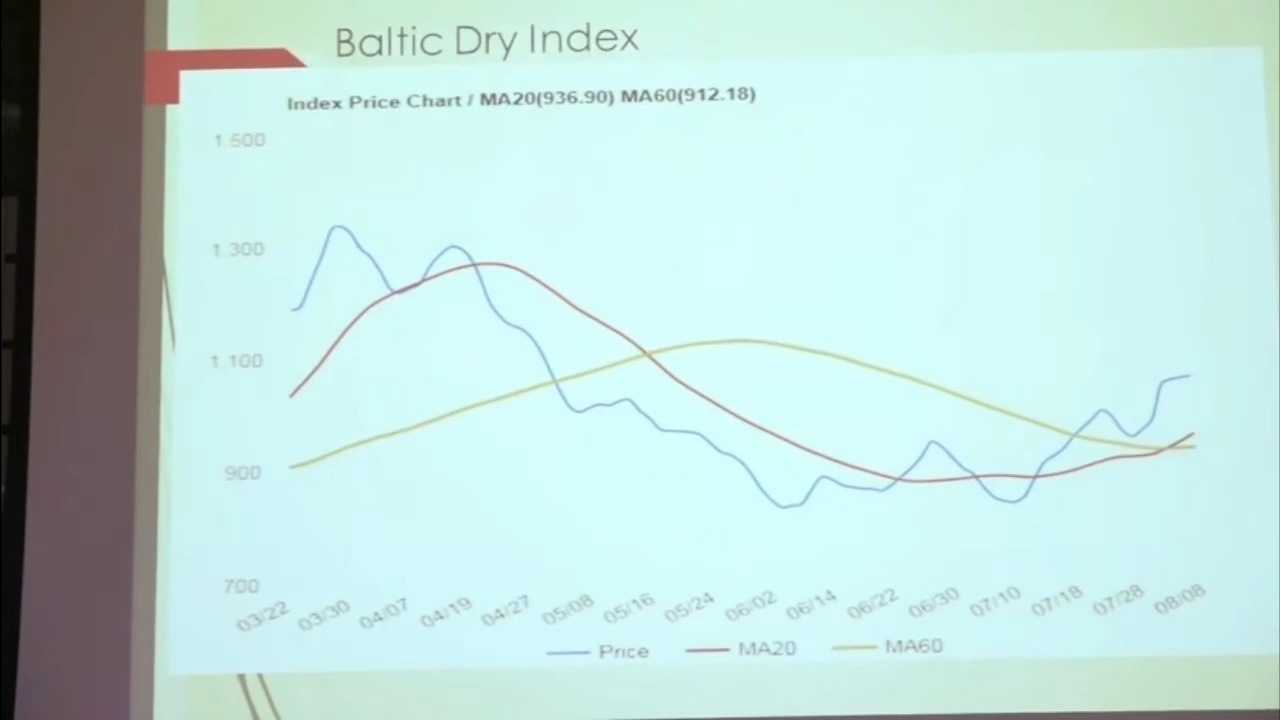 Baltic Dry Index
Index Price Chart / MA20(936.90) MA60(912.18)
1,500
1,300
1,100
900
700
03/22 03/30 04/07 04/19 04/27 05/08 05/16 05/24 06/02 06/14 06/22 06/30 07/10 07/18 07/28 08/08
Price MA20 MA60